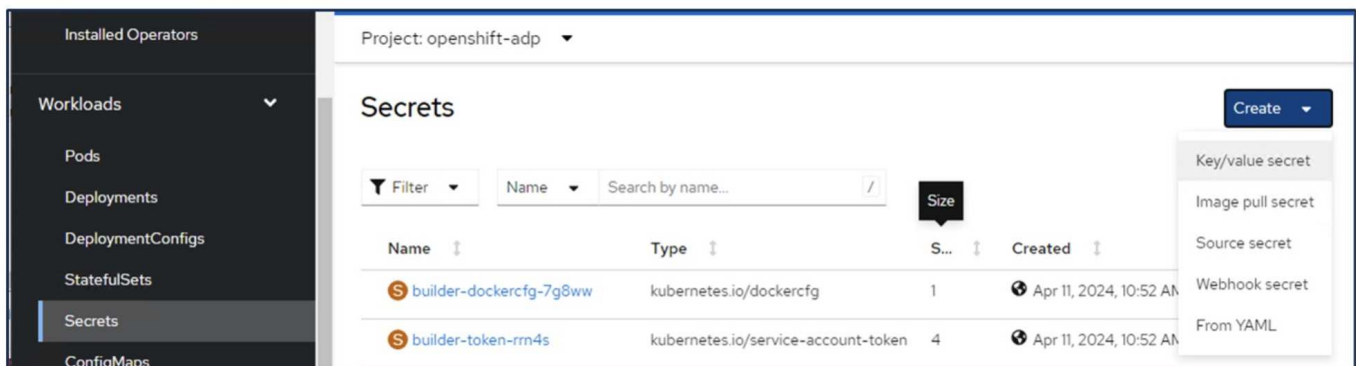 Installed Operators
Workloads
Pods
Deployments
DeploymentConfigs
StatefulSets
Secrets
ConfigMaps
Project: openshift-adp
Secrets
Create
Key/value secret
Image pull secret
Source secret
Webhook secret
From YAML
Filter
Name
Search by name...
/
Size
Name Type S... Created
S builder-dockercfg-7g8ww kubernetes.io/dockercfg 1 Apr 11, 2024, 10:52 AM
S builder-token-rrn4s kubernetes.io/service-account-token 4 Apr 11, 2024, 10:52 AM